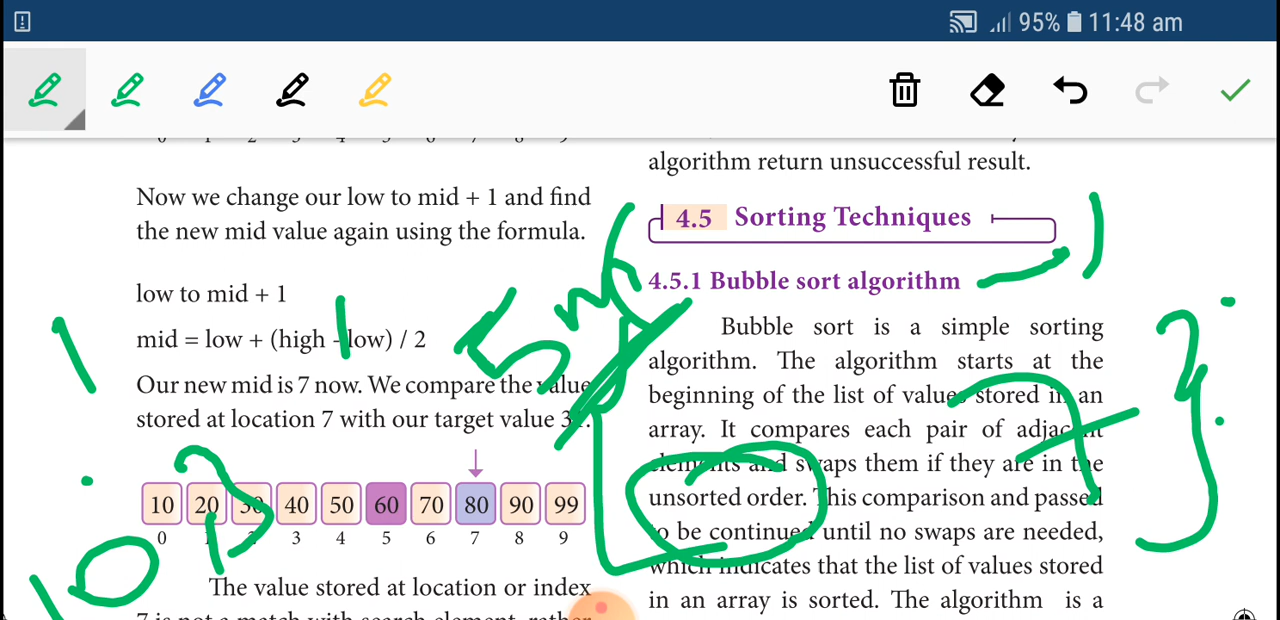 95% 11:48 am
Now we change our low to mid + 1 and find
the new mid value again using the formula.
low to mid + 1
mid = low + (high - low) / 2
Our new mid is 7 now. We compare the value
stored at location 7 with our target value 31.
10 20 30 40 50 60 70 80 90 99
0 1 2 3 4 5 6 7 8 9
The value stored at location or index
7 is not a match with search element, rather
algorithm return unsuccessful result.
4.5 Sorting Techniques
4.5.1 Bubble sort algorithm
Bubble sort is a simple sorting
algorithm. The algorithm starts at the
beginning of the list of values stored in an
array. It compares each pair of adjacent
elements and swaps them if they are in the
unsorted order. This comparison and passed
to be continued until no swaps are needed,
which indicates that the list of values stored
in an array is sorted. The algorithm is a